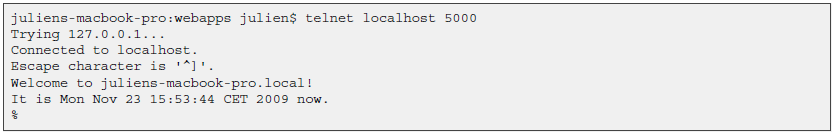 juliens-macbook-pro:webapps julien$ telnet localhost 5000
Trying 127.0.0.1...
Connected to localhost.
Escape character is '^]'.
Welcome to juliens-macbook-pro.local!
It is Mon Nov 23 15:53:44 CET 2009 now.
%